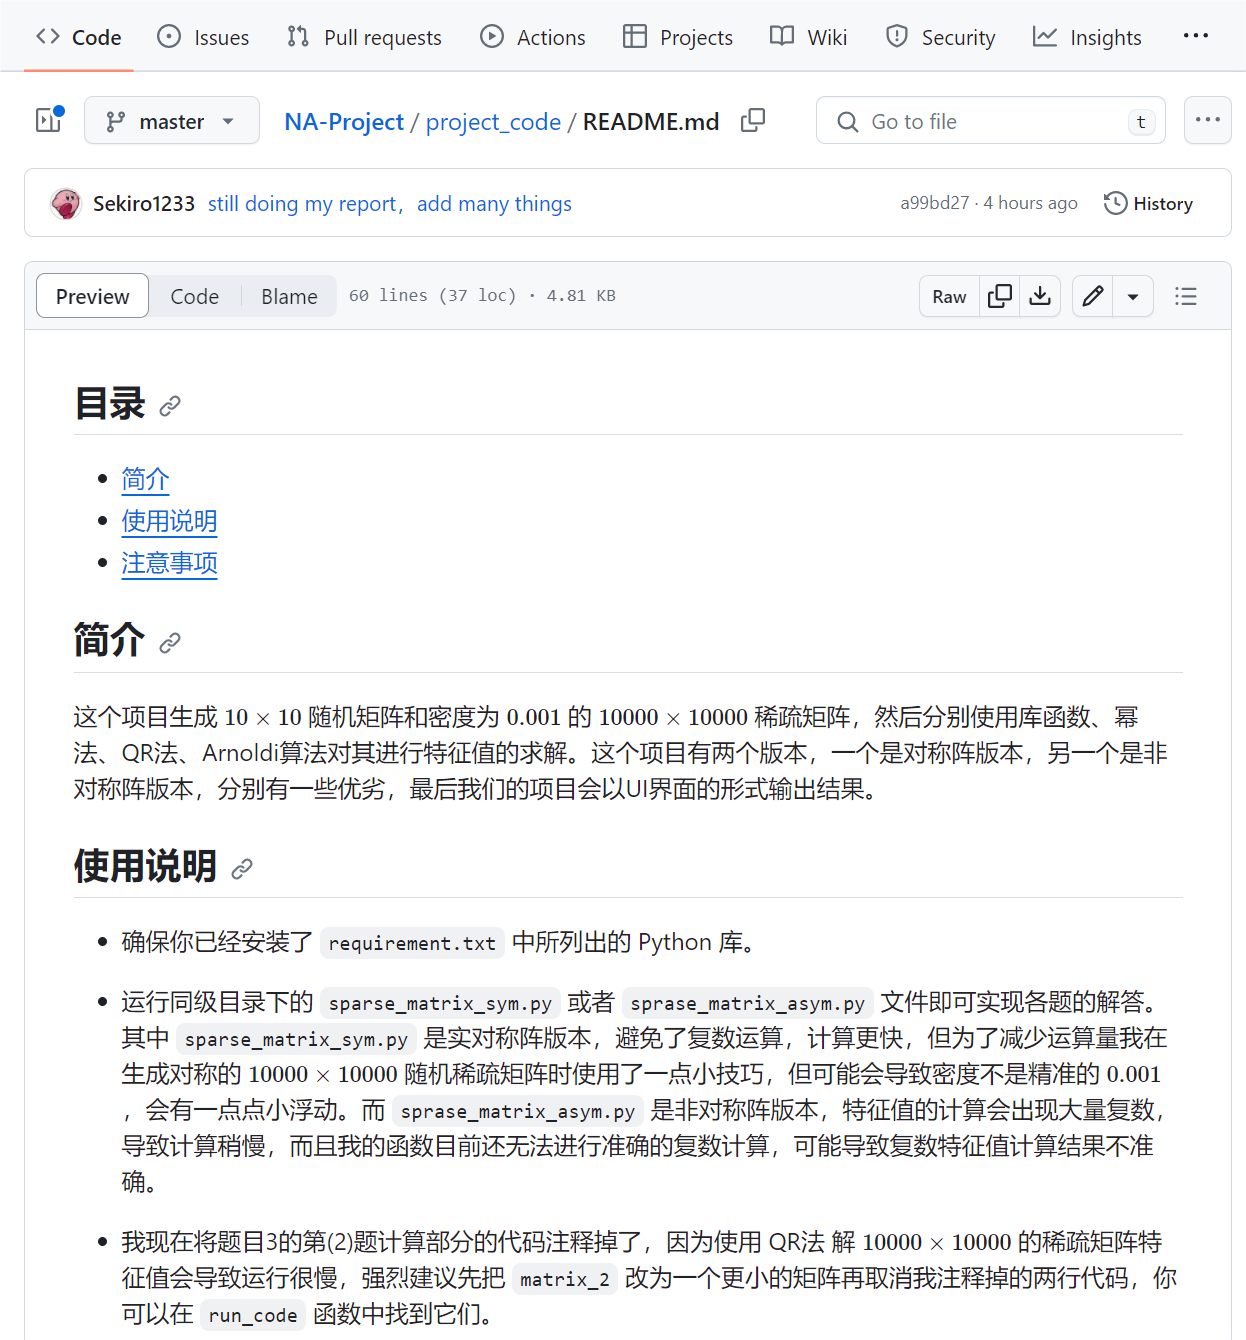 Code Issues Pull requests Actions Projects Wiki Security Insights ...
master NA-Project / project_code / README.md Go to file t ...
Sekiro1233 still doing my report，add many things a99bd27 · 4 hours ago History
Preview Code Blame 60 lines (37 loc) · 4.81 KB Raw
目录
• 简介
• 使用说明
• 注意事项
简介
这个项目生成 10 × 10 随机矩阵和密度为 0.001 的 10000 × 10000 稀疏矩阵，然后分别使用库函数、幂
法、QR法、Arnoldi算法对其进行特征值的求解。这个项目有两个版本，一个是对称阵版本，另一个是非
对称阵版本，分别有一些优劣，最后我们的项目会以UI界面的形式输出结果。
使用说明
• 确保你已经安装了 requirement.txt 中所列出的 Python 库。
• 运行同级目录下的 sparse_matrix_sym.py 或者 sprase_matrix_asym.py 文件即可实现各题的解答。
其中 sparse_matrix_sym.py 是实对称阵版本，避免了复数运算，计算更快，但为了减少运算量我在
生成对称的 10000 × 10000 随机稀疏矩阵时使用了一点小技巧，但可能会导致密度不是精准的 0.001
，会有一点点小浮动。而 sprase_matrix_asym.py 是非对称阵版本，特征值的计算会出现大量复数，
导致计算稍慢，而且我的函数目前还无法进行准确的复数计算，可能导致复数特征值计算结果不准
确。
• 我现在将题目3的第(2)题计算部分的代码注释掉了，因为使用 QR法 解 10000 × 10000 的稀疏矩阵特
征值会导致运行很慢，强烈建议先把 matrix_2 改为一个更小的矩阵再取消我注释掉的两行代码，你
可以在 run_code 函数中找到它们。